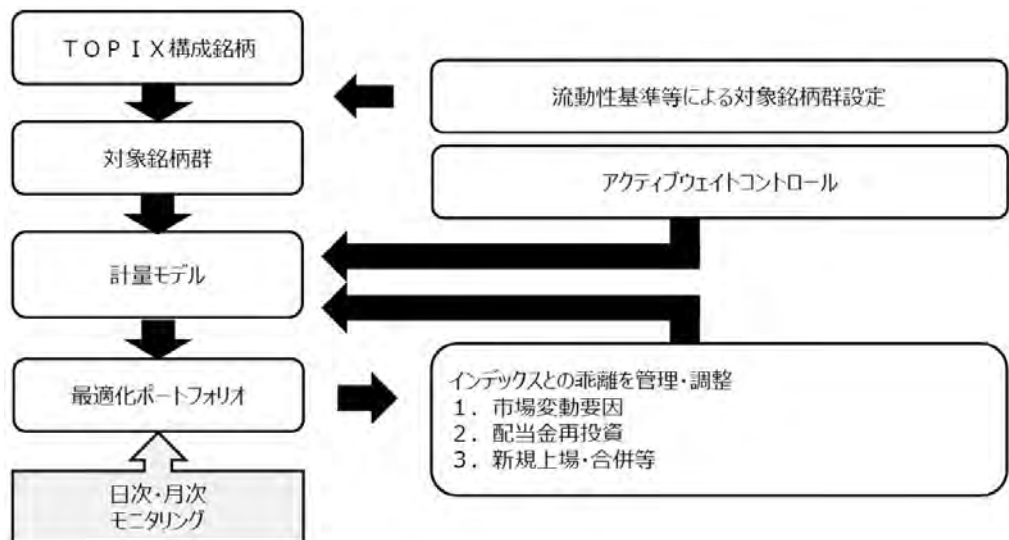 ＴＯＰＩＸ構成銘柄
流動性基準等による対象銘柄群設定
対象銘柄群
アクティブウェイトコントロール
計量モデル
最適化ポートフォリオ
インデックスとの乖離を管理・調整
１．市場変動要因
２．配当金再投資
３．新規上場・合併等
日次・月次
モニタリング